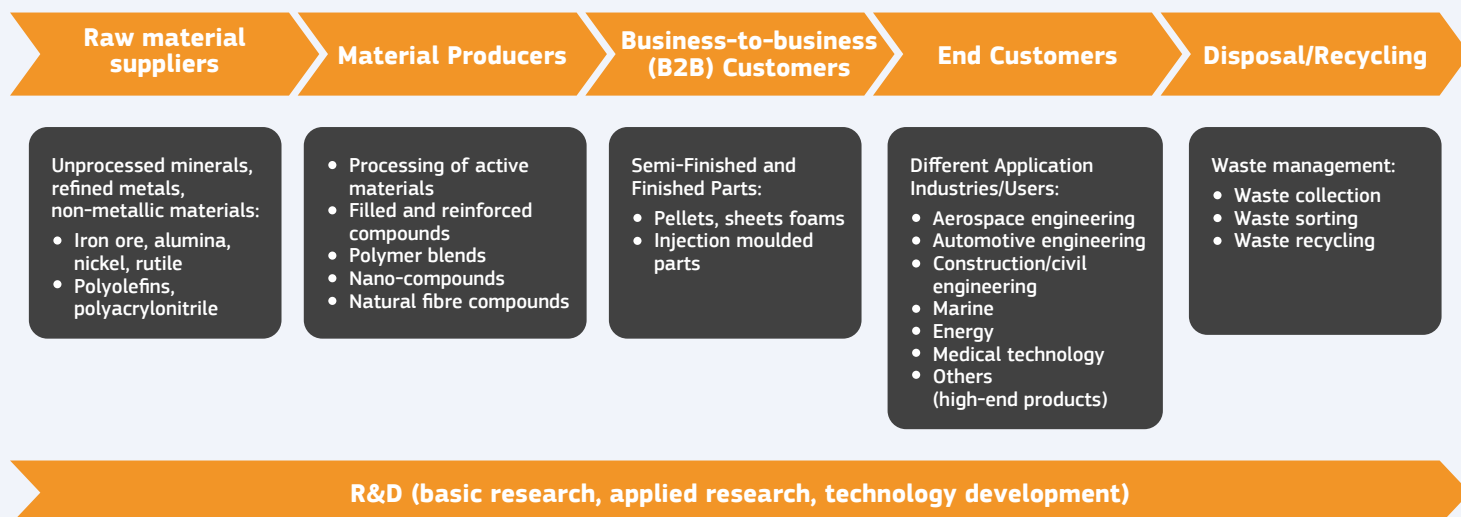 Raw material
suppliers
Material Producers
Business-to-business
(B2B) Customers
End Customers
Disposal/Recycling
Unprocessed minerals,
refined metals,
non-metallic materials:
• Iron ore, alumina,
nickel, rutile
• Polyolefins,
polyacrylonitrile
• Processing of active
materials
• Filled and reinforced
compounds
• Polymer blends
• Nano-compounds
• Natural fibre compounds
Semi-Finished and
Finished Parts:
• Pellets, sheets foams
• Injection moulded
parts
Different Application
Industries/Users:
• Aerospace engineering
• Automotive engineering
• Construction/civil
engineering
• Marine
• Energy
• Medical technology
• Others
(high-end products)
Waste management:
• Waste collection
• Waste sorting
• Waste recycling
R&D (basic research, applied research, technology development)